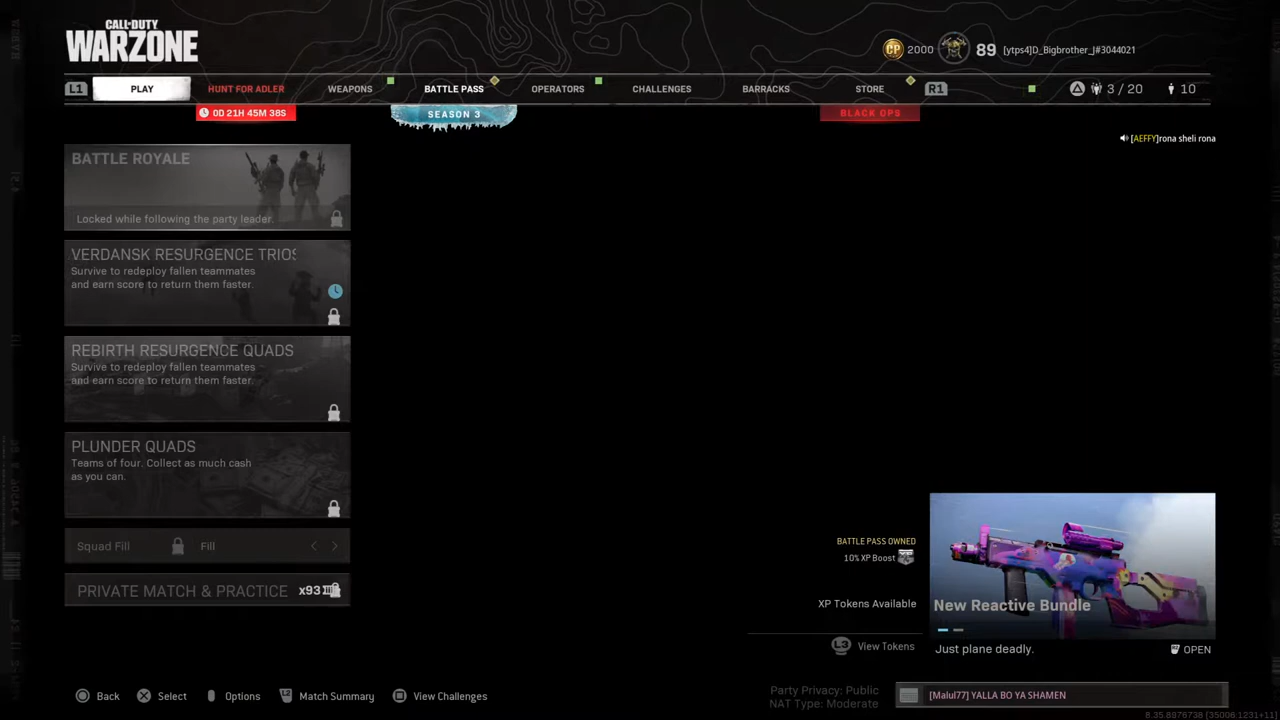 CALL OF DUTY
WARZONE
CP 2000 89 [ytps4]D_Bigbrother_J#3044021
L1 PLAY HUNT FOR ADLER WEAPONS BATTLE PASS OPERATORS CHALLENGES BARRACKS STORE R1 3 / 20 10
0D 21H 45M 38S SEASON 3 BLACK OPS
[AEFFY]rona sheli rona
BATTLE ROYALE
Locked while following the party leader.
VERDANSK RESURGENCE TRIOS
Survive to redeploy fallen teammates
and earn score to return them faster.
REBIRTH RESURGENCE QUADS
Survive to redeploy fallen teammates
and earn score to return them faster.
PLUNDER QUADS
Teams of four. Collect as much cash
as you can.
Squad Fill Fill
PRIVATE MATCH & PRACTICE x93
BATTLE PASS OWNED
10% XP Boost
XP Tokens Available
L3 View Tokens
New Reactive Bundle
Just plane deadly.
R2 OPEN
Back Select Options L2 Match Summary View Challenges
Party Privacy: Public
NAT Type: Moderate
[Malul77] YALLA BO YA SHAMEN